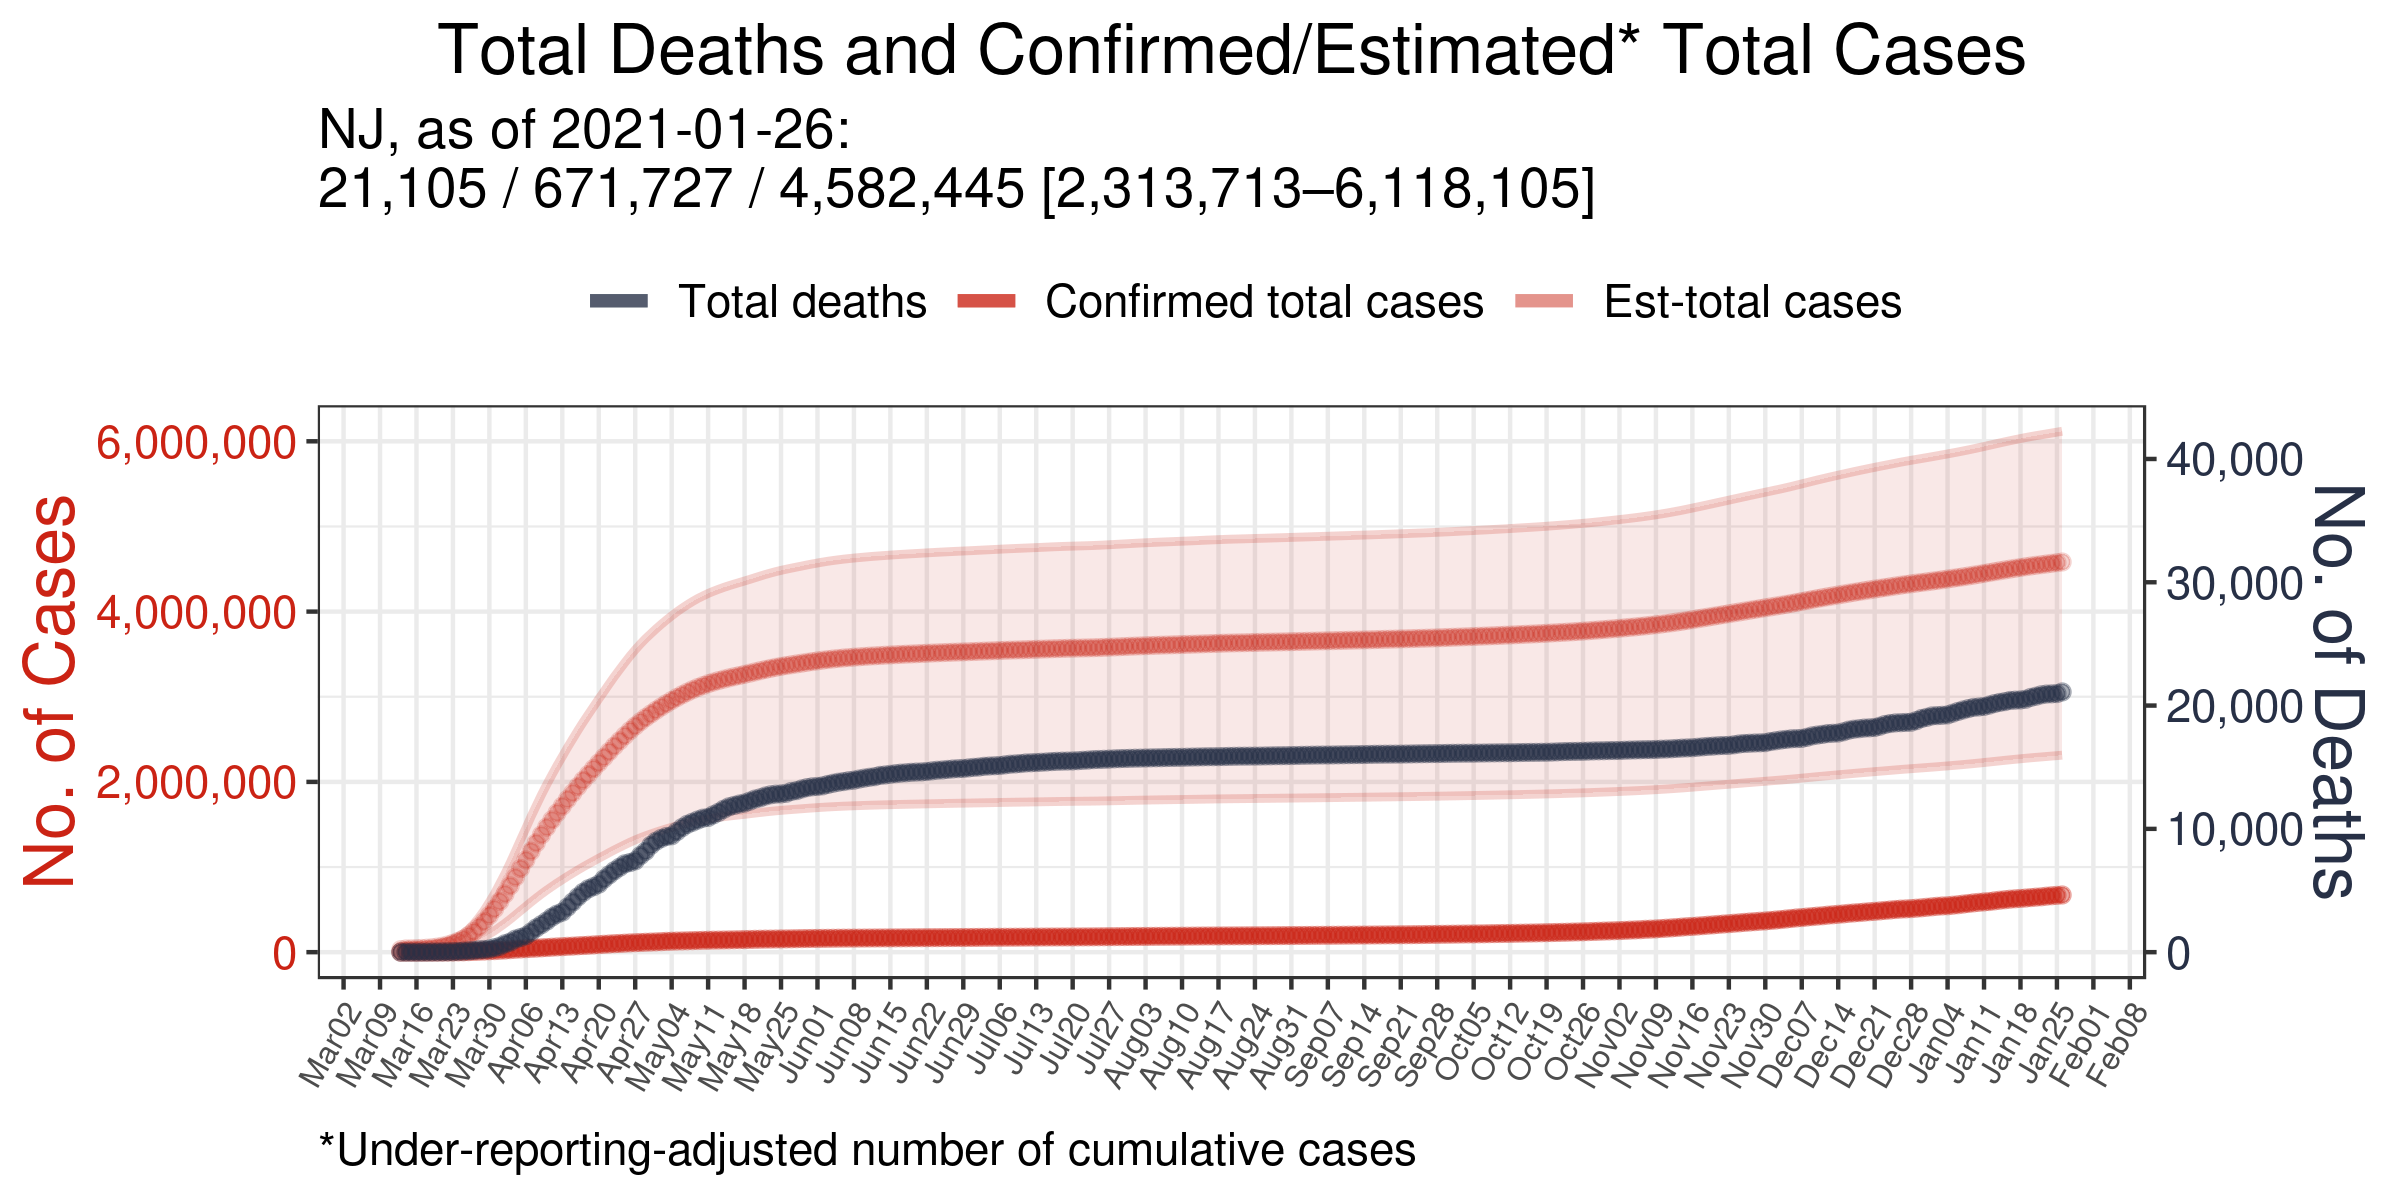 Total Deaths and Confirmed/Estimated* Total Cases
NJ, as of 2021-01-26:
21,105 / 671,727 / 4,582,445 [2,313,713–6,118,105]
Total deaths
Confirmed total cases
Est-total cases
No. of Cases
6,000,000
4,000,000
2,000,000
0
40,000
30,000
20,000
10,000
0
No. of Deaths
Mar02
Mar09
Mar16
Mar23
Mar30
Apr06
Apr13
Apr20
Apr27
May04
May11
May18
May25
Jun01
Jun08
Jun15
Jun22
Jun29
Jul06
Jul13
Jul20
Jul27
Aug03
Aug10
Aug17
Aug24
Aug31
Sep07
Sep14
Sep21
Sep28
Oct05
Oct12
Oct19
Oct26
Nov02
Nov09
Nov16
Nov23
Nov30
Dec07
Dec14
Dec21
Dec28
Jan04
Jan11
Jan18
Jan25
Feb01
Feb08
*Under-reporting-adjusted number of cumulative cases